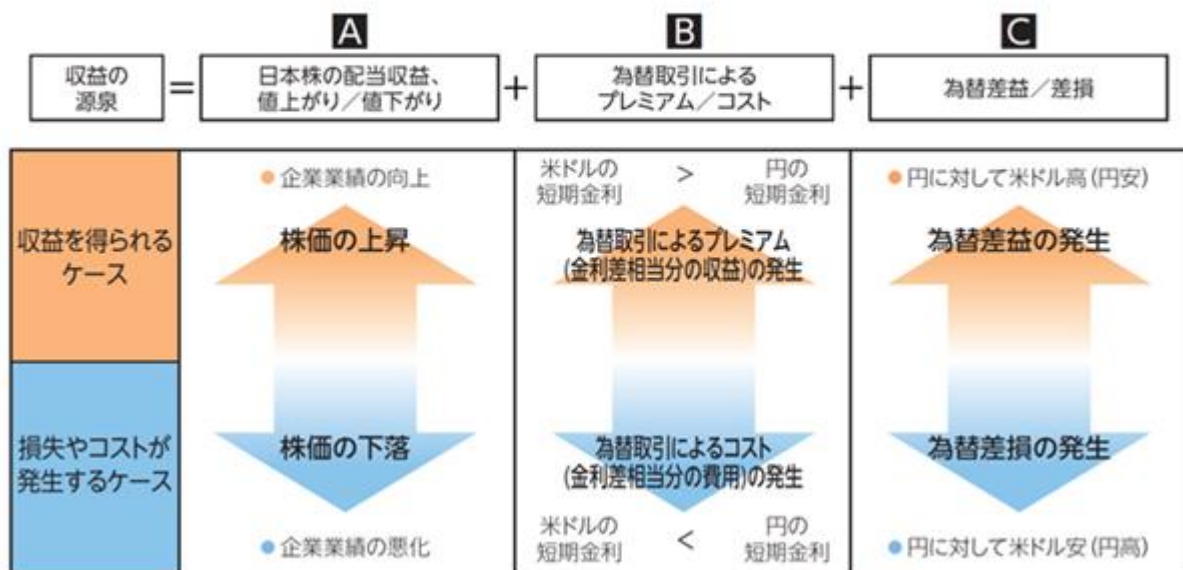 A
B
C
収益の
源泉
=
日本株の配当収益、
値上がり/値下がり
+
為替取引による
プレミアム/コスト
+
為替差益/差損
収益を得られる
ケース
●企業業績の向上
株価の上昇
米ドルの
短期金利
>
円の
短期金利
為替取引によるプレミアム
(金利差相当分の収益)の発生
●円に対して米ドル高(円安)
為替差益の発生
損失やコストが
発生するケース
株価の下落
●企業業績の悪化
為替取引によるコスト
(金利差相当分の費用)の発生
米ドルの
短期金利
<
円の
短期金利
為替差損の発生
●円に対して米ドル安(円高)